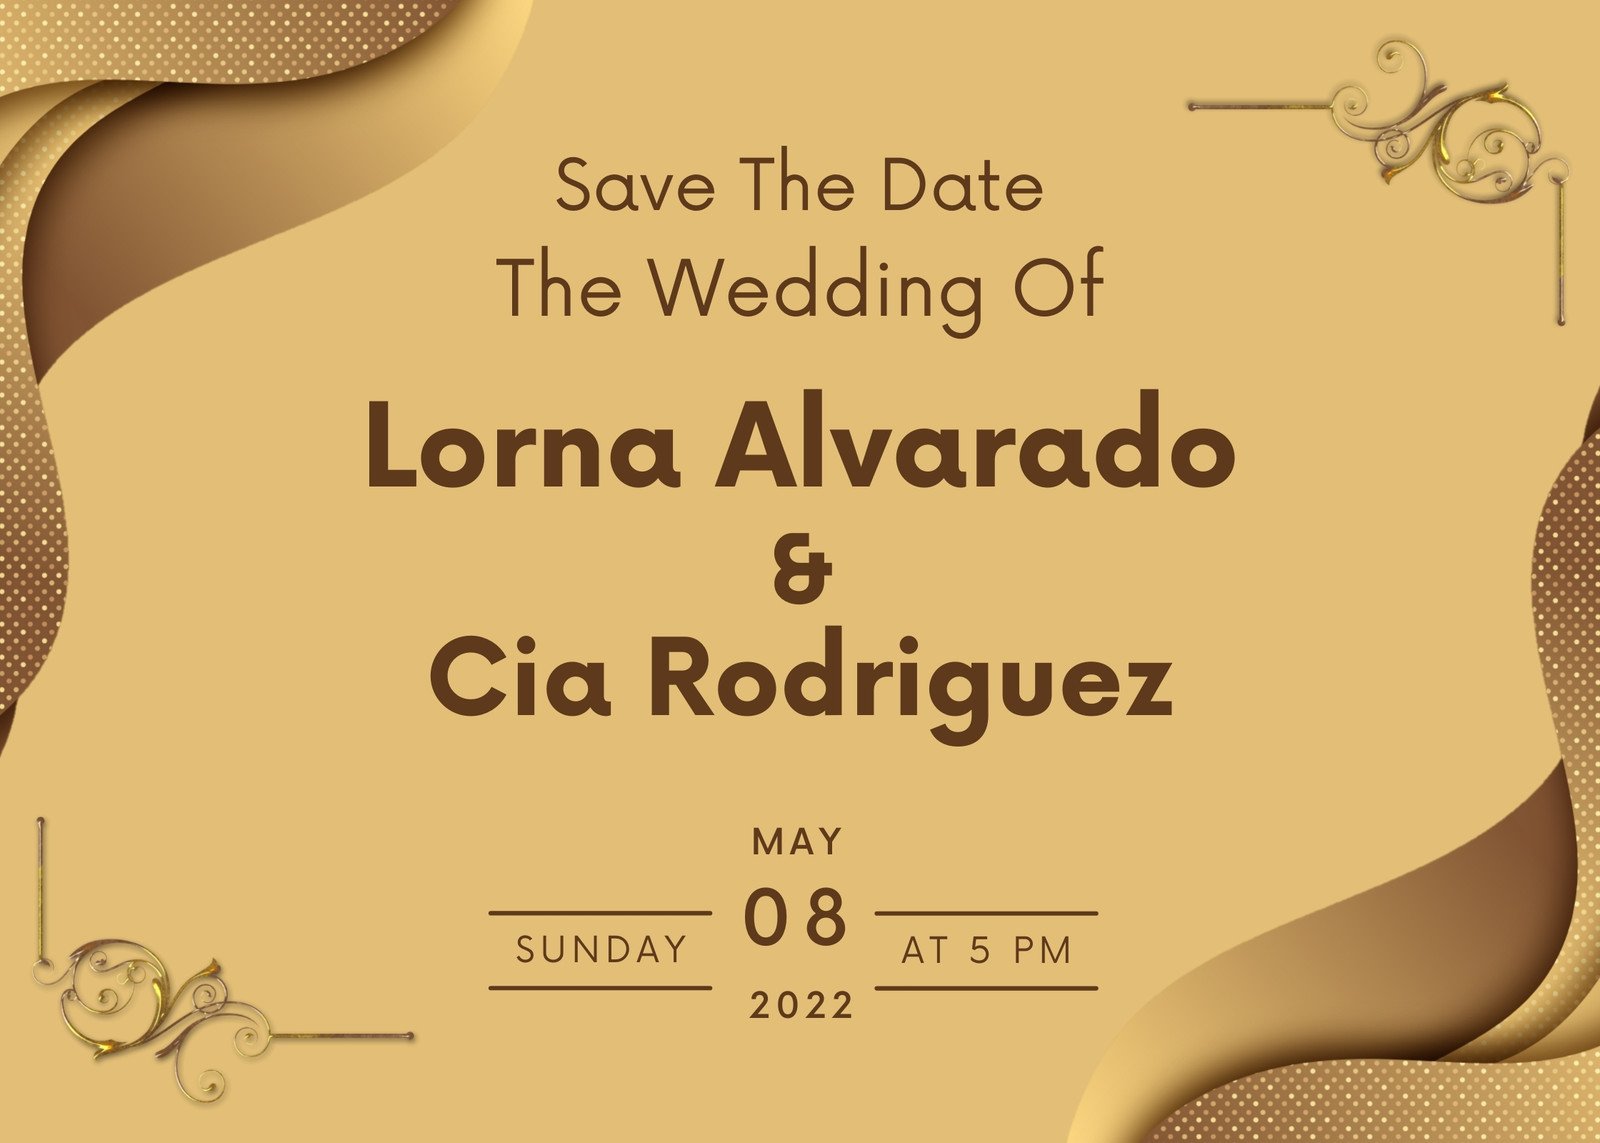 Save The Date
The Wedding Of
Lorna Alvarado
&
Cia Rodriguez
MAY
SUNDAY 08 AT 5 PM
2022